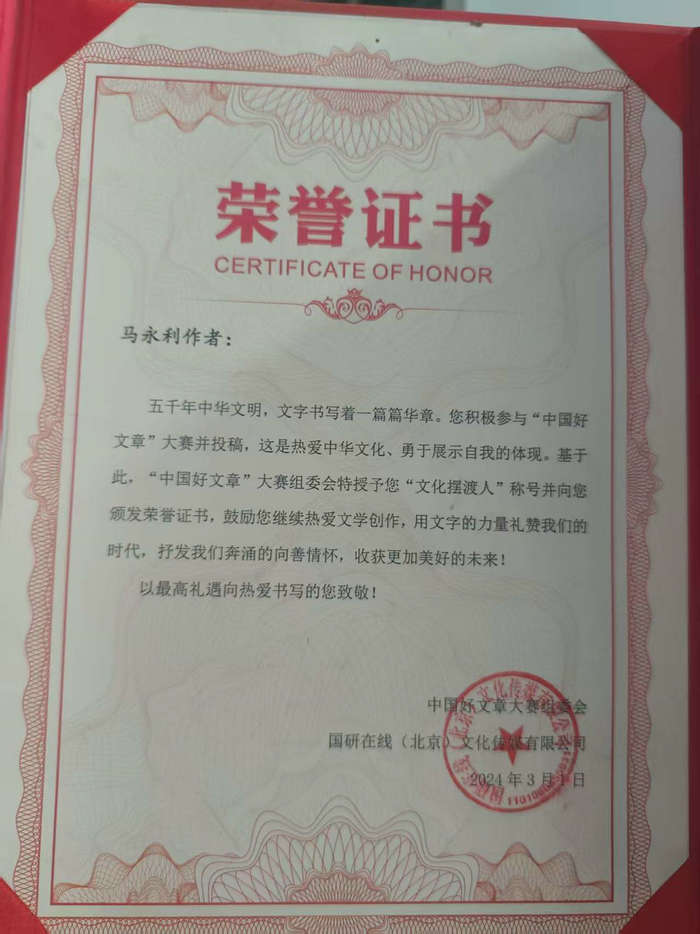 荣誉证书
CERTIFICATE OF HONOR
马永利作者：
五千年中华文明，文字书写着一篇篇华章。您积极参与“中国好
文章”大赛并投稿，这是热爱中华文化、勇于展示自我的体现。基于
此，“中国好文章”大赛组委会特授予您“文化摆渡人”称号并向您
颁发荣誉证书，鼓励您继续热爱文学创作，用文字的力量礼赞我们的
时代，抒发我们奔涌的向善情怀，收获更加美好的未来！
以最高礼遇向热爱书写的您致敬！
中国好文章大赛组委会
国研在线（北京）文化传媒有限公司
2024年3月1日